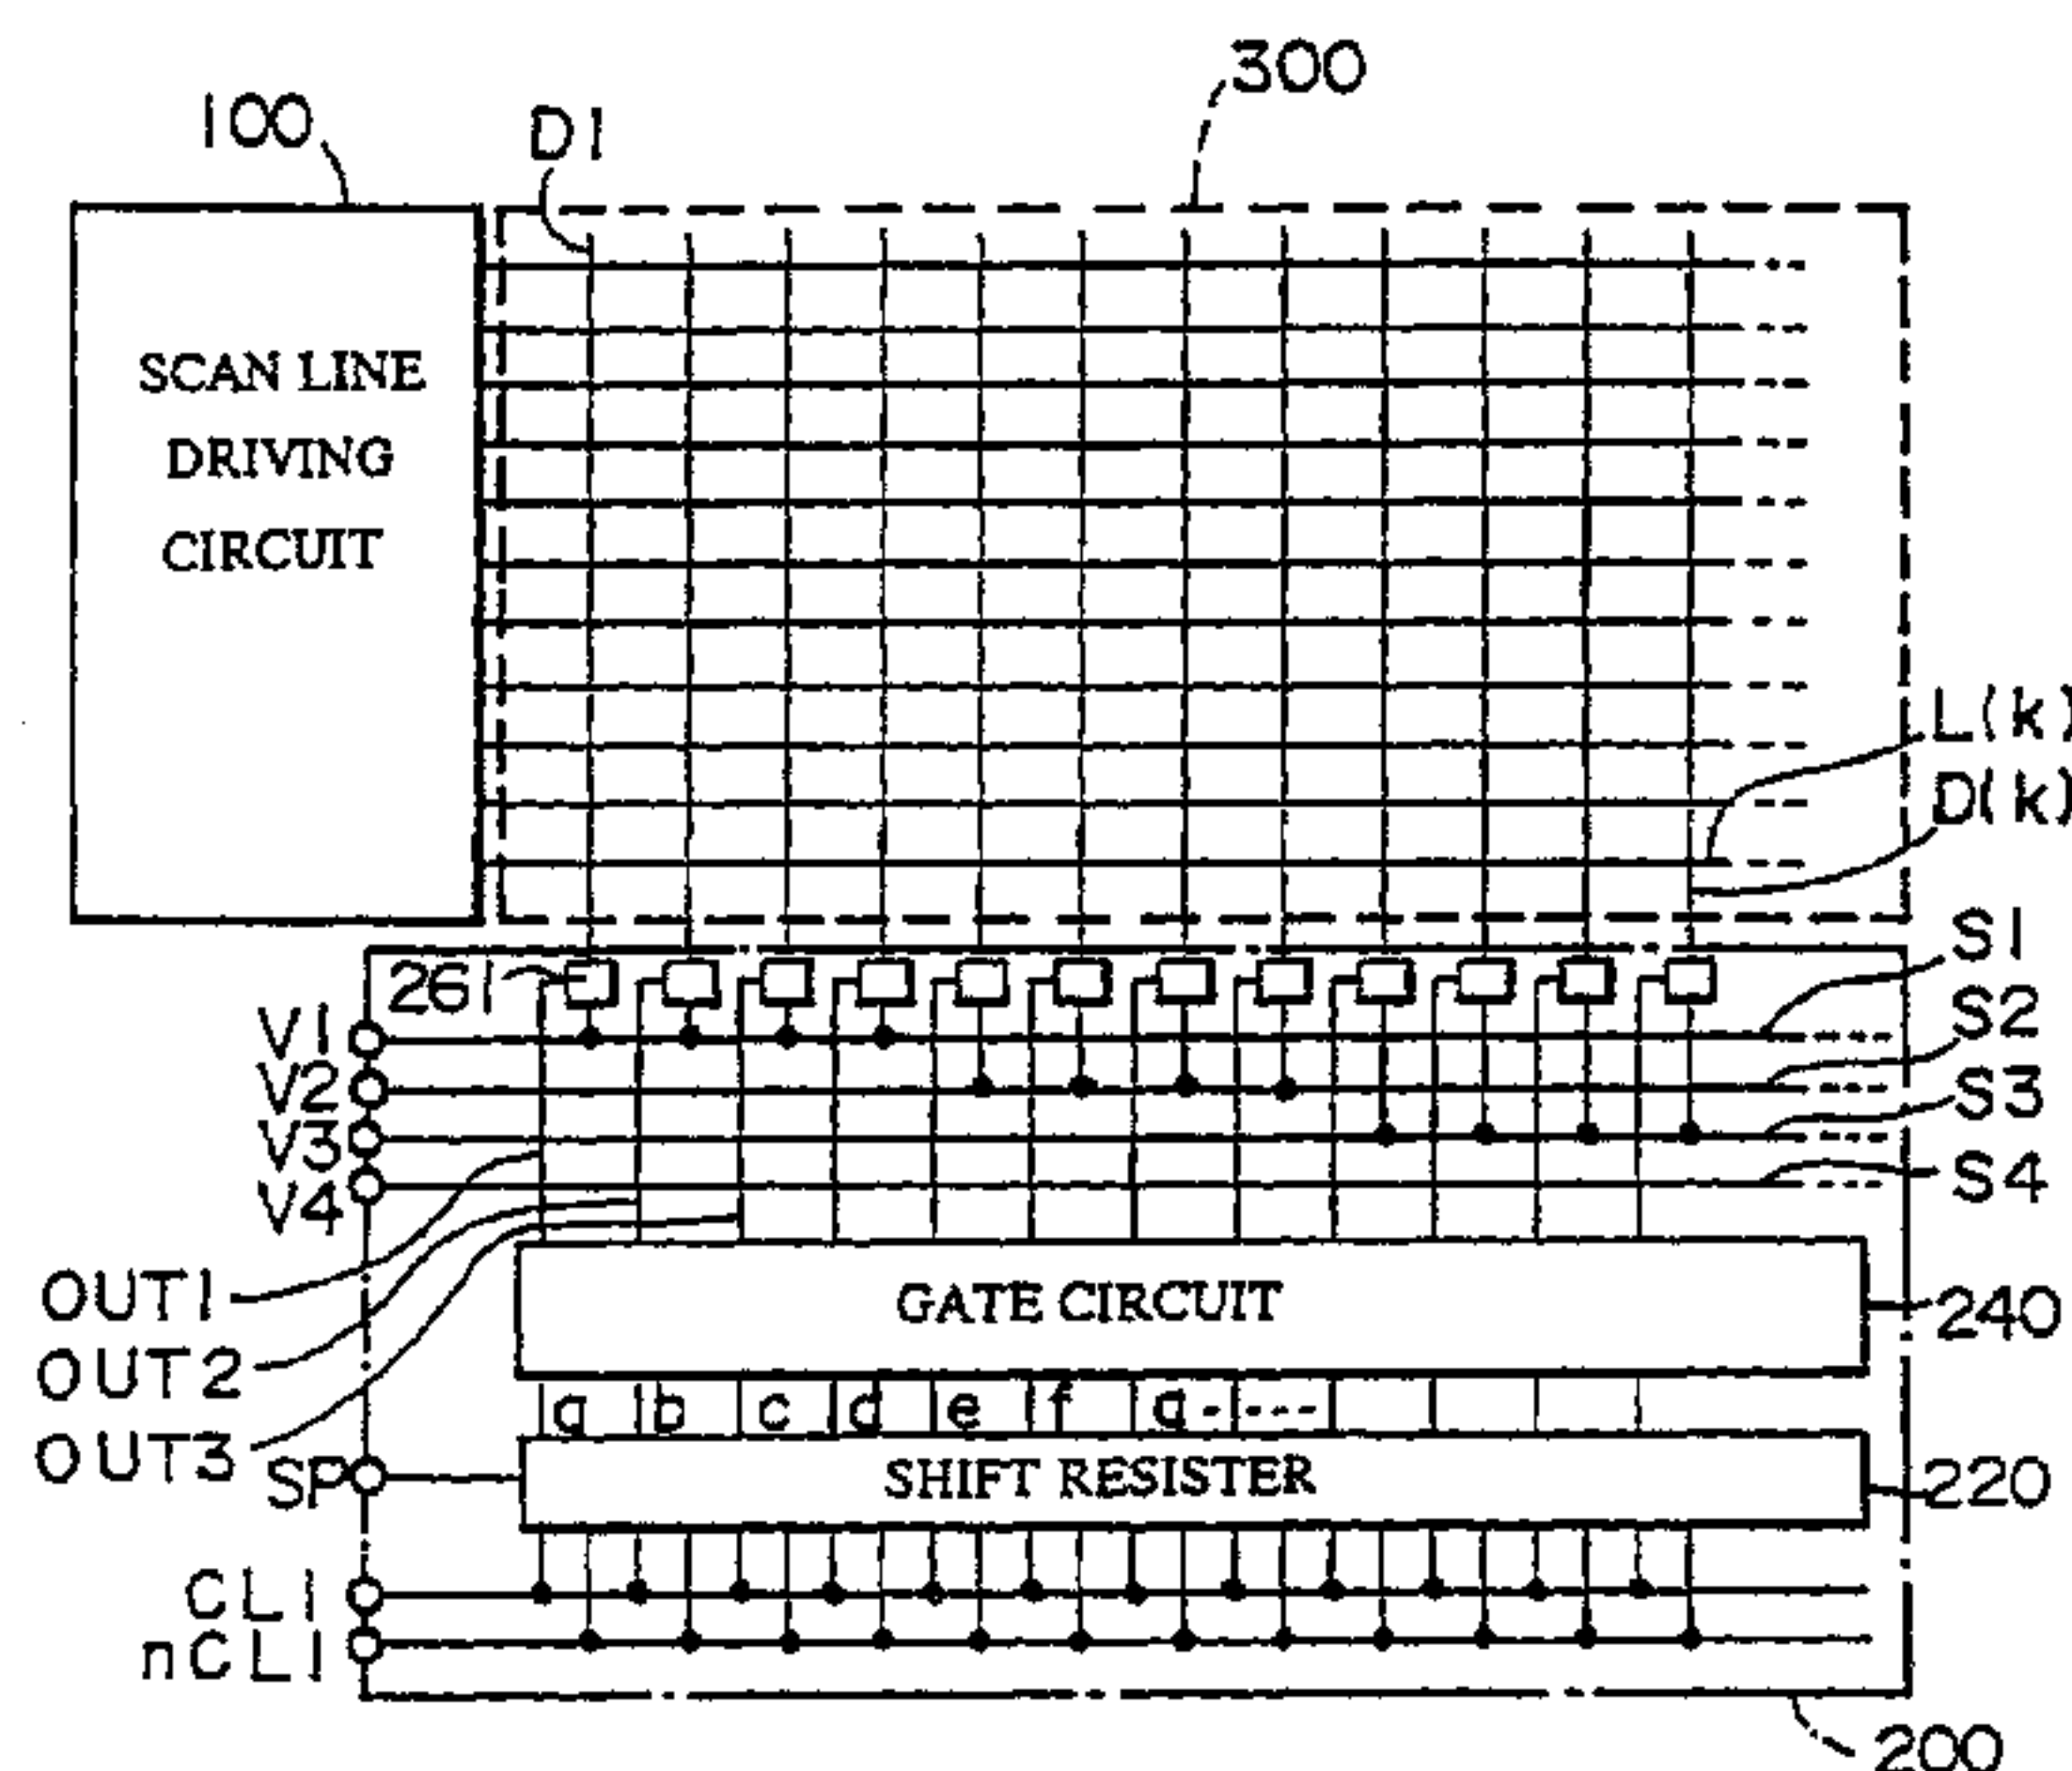 300
100
D1
SCAN LINE
DRIVING
CIRCUIT
L(k)
D(k)
261
S1
V1
S2
V2
S3
V3
S4
V4
OUT1
GATE CIRCUIT
240
OUT2
a b c d e f g
OUT3
SP
SHIFT RESISTER
220
CL1
nCL1
200